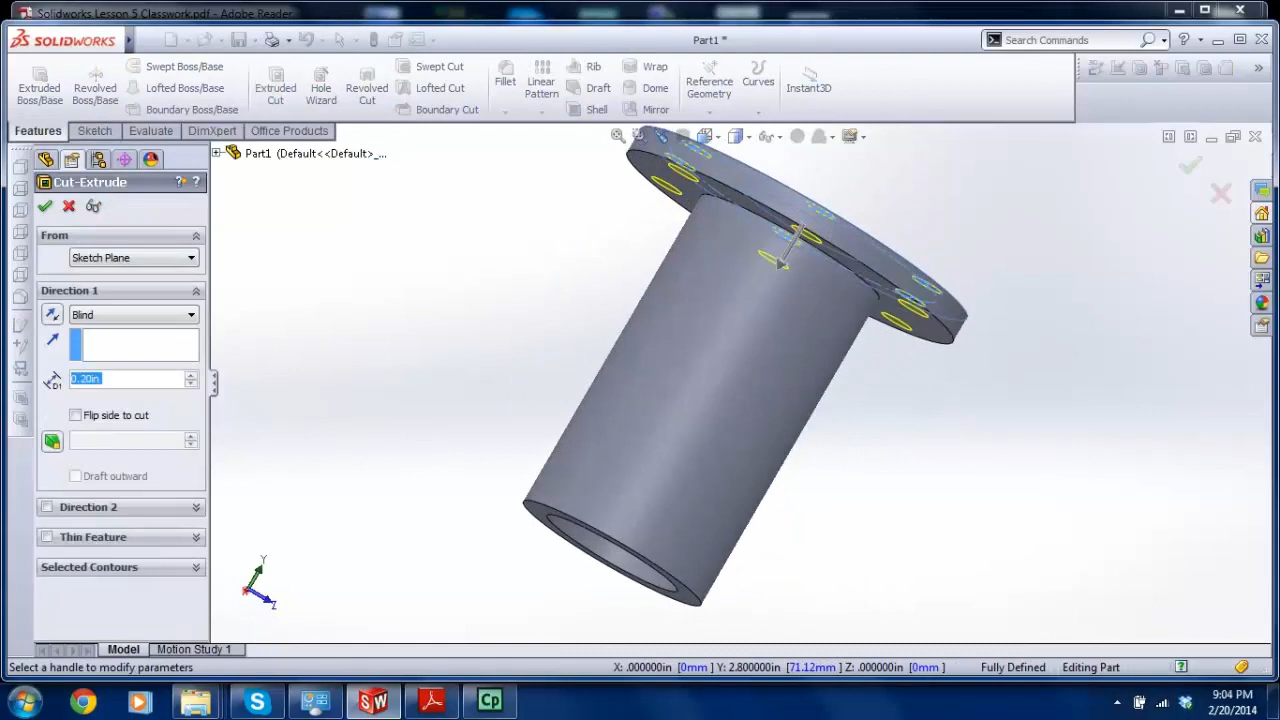 Solidworks Lesson 5 Classwork.pdf - Adobe Reader
SOLIDWORKS
Part1 *
Search Commands
Extruded Boss/Base
Revolved Boss/Base
Swept Boss/Base
Lofted Boss/Base
Boundary Boss/Base
Extruded Cut
Hole Wizard
Revolved Cut
Swept Cut
Lofted Cut
Boundary Cut
Fillet
Linear Pattern
Rib
Draft
Shell
Wrap
Dome
Mirror
Reference Geometry
Curves
Instant3D
Features
Sketch
Evaluate
DimXpert
Office Products
Part1 (Default<<Default>_...
Cut-Extrude
From
Sketch Plane
Direction 1
Blind
D1
0.20in
Flip side to cut
Draft outward
Direction 2
Thin Feature
Selected Contours
Y
Z
Model
Motion Study 1
Select a handle to modify parameters
X: .000000in [0mm ] Y: 2.800000in [71.12mm ] Z: .000000in [0mm ]
Fully Defined
Editing Part
9:04 PM
2/20/2014